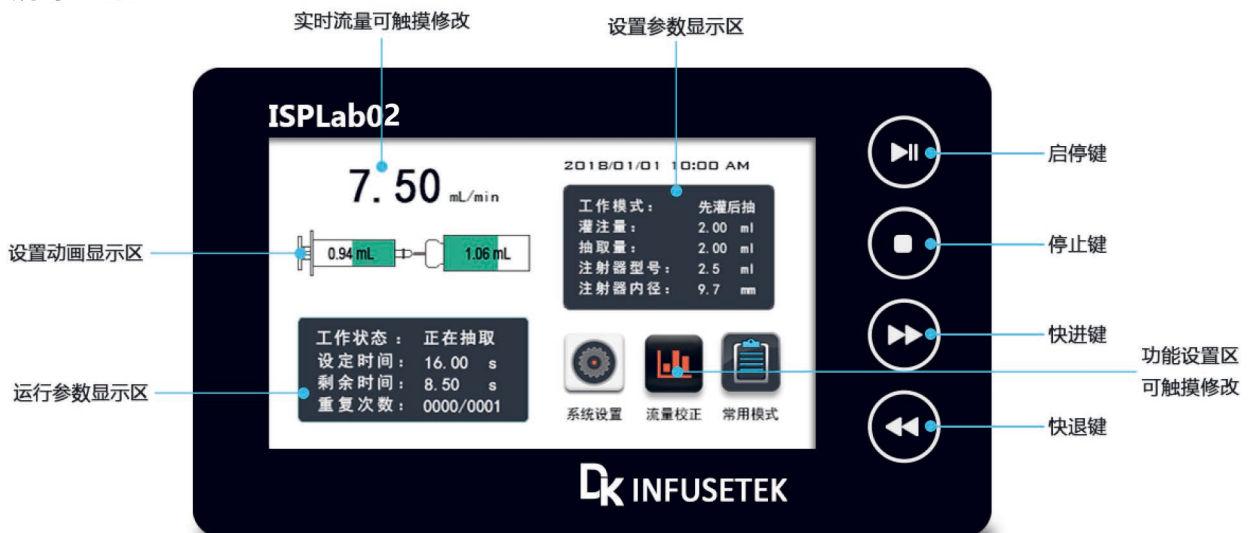 实时流量可触摸修改
设置参数显示区
ISPLab02
7.50 mL/min
2018/01/01 10:00 AM
工作模式： 先灌后抽
灌注量： 2.00 ml
抽取量： 2.00 ml
注射器型号： 2.5 ml
注射器内径： 9.7 mm
设置动画显示区
0.94 mL
1.06 mL
工作状态： 正在抽取
设定时间： 16.00 s
剩余时间： 8.50 s
重复次数： 0000/0001
运行参数显示区
系统设置
流量校正
常用模式
启停键
停止键
快进键
功能设置区
可触摸修改
快退键
DK INFUSETEK